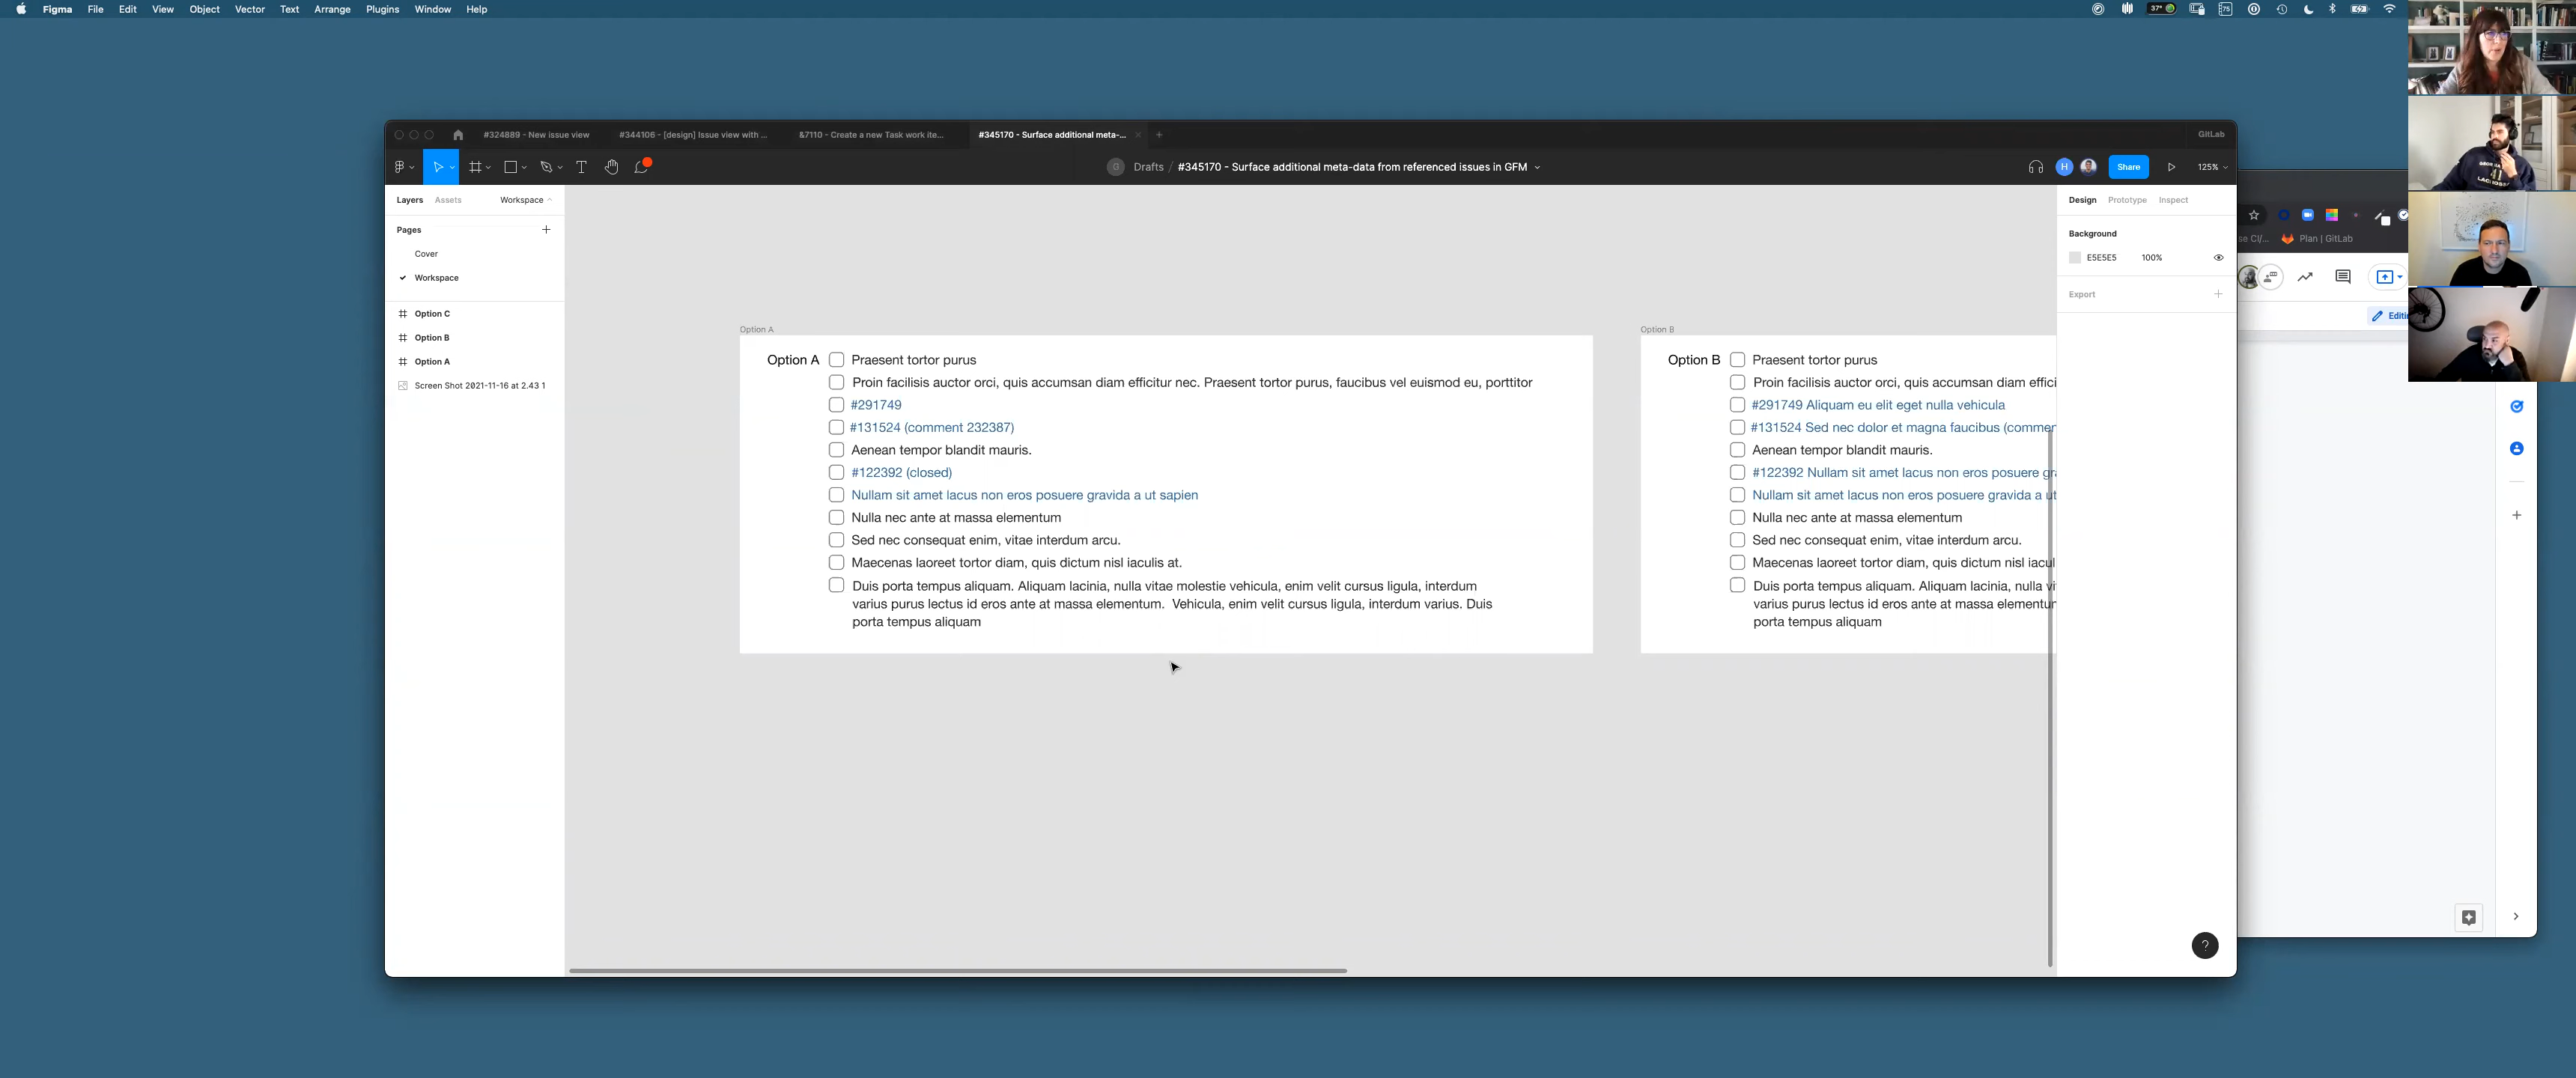 Figma File Edit View Object Vector Text Arrange Plugins Window Help
37°
75
#324889 - New issue view
#344106 - [design] Issue view with ...
&7110 - Create a new Task work ite...
#345170 - Surface additional meta-...
GitLab
Drafts / #345170 - Surface additional meta-data from referenced issues in GFM
H
Share
125%
Layers Assets Workspace
Pages
Cover
Workspace
Option C
Option B
Option A
Screen Shot 2021-11-16 at 2.43 1
Option A
Option A Praesent tortor purus
Proin facilisis auctor orci, quis accumsan diam efficitur nec. Praesent tortor purus, faucibus vel euismod eu, porttitor
#291749
#131524 (comment 232387)
Aenean tempor blandit mauris.
#122392 (closed)
Nullam sit amet lacus non eros posuere gravida a ut sapien
Nulla nec ante at massa elementum
Sed nec consequat enim, vitae interdum arcu.
Maecenas laoreet tortor diam, quis dictum nisl iaculis at.
Duis porta tempus aliquam. Aliquam lacinia, nulla vitae molestie vehicula, enim velit cursus ligula, interdum
varius purus lectus id eros ante at massa elementum. Vehicula, enim velit cursus ligula, interdum varius. Duis
porta tempus aliquam
Option B
Option B Praesent tortor purus
Proin facilisis auctor orci, quis accumsan diam effici
#291749 Aliquam eu elit eget nulla vehicula
#131524 Sed nec dolor et magna faucibus (commen
Aenean tempor blandit mauris.
#122392 Nullam sit amet lacus non eros posuere gra
Nullam sit amet lacus non eros posuere gravida a ut
Nulla nec ante at massa elementum
Sed nec consequat enim, vitae interdum arcu.
Maecenas laoreet tortor diam, quis dictum nisl iacul
Duis porta tempus aliquam. Aliquam lacinia, nulla vi
varius purus lectus id eros ante at massa elementun
porta tempus aliquam
Design Prototype Inspect
Background
E5E5E5 100%
Export
?
se CI/... Plan | GitLab
Editi
41